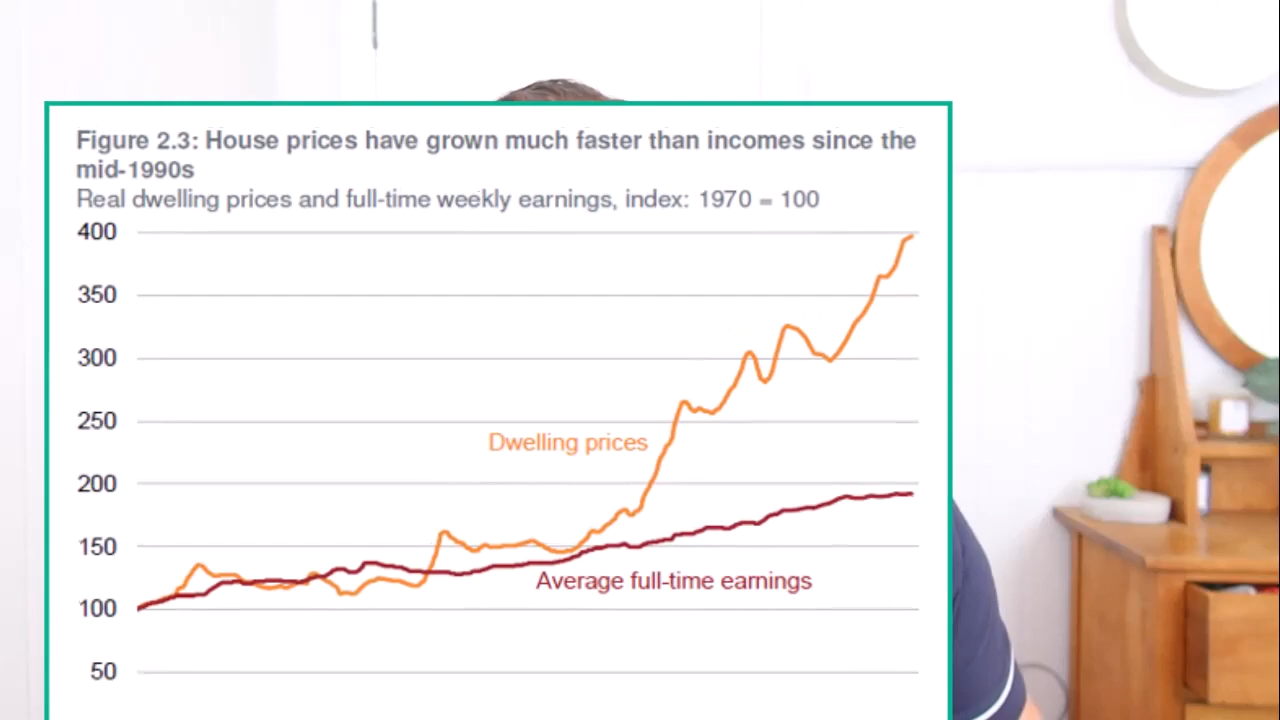 Figure 2.3: House prices have grown much faster than incomes since the
mid-1990s
Real dwelling prices and full-time weekly earnings, index: 1970 = 100
400
350
300
250
Dwelling prices
200
150
Average full-time earnings
100
50